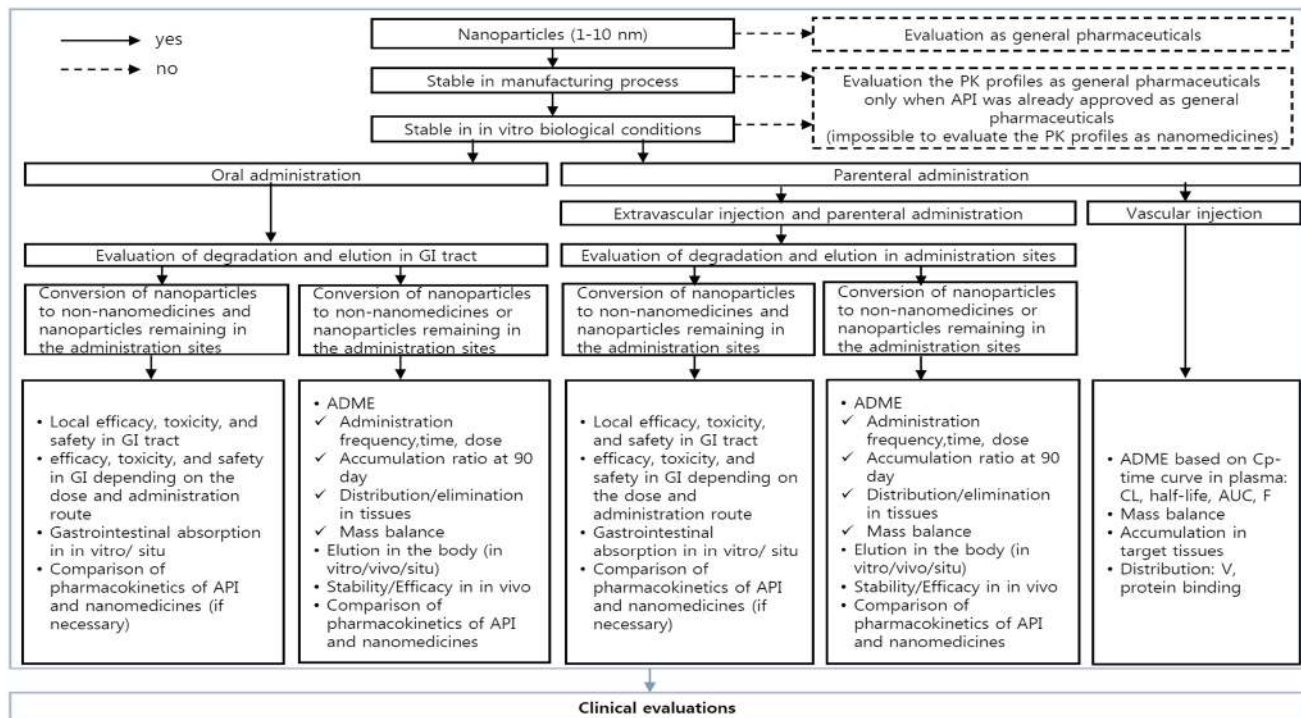 yes
no
Nanoparticles (1-10 nm)
Evaluation as general pharmaceuticals
Stable in manufacturing process
Evaluation the PK profiles as general pharmaceuticals
only when API was already approved as general
pharmaceuticals
(impossible to evaluate the PK profiles as nanomedicines)
Stable in in vitro biological conditions
Oral administration
Parenteral administration
Extravascular injection and parenteral administration
Vascular injection
Evaluation of degradation and elution in GI tract
Evaluation of degradation and elution in administration sites
Conversion of nanoparticles
to non-nanomedicines and
nanoparticles remaining in
the administration sites
Conversion of nanoparticles
to non-nanomedicines or
nanoparticles remaining in
the administration sites
Conversion of nanoparticles
to non-nanomedicines and
nanoparticles remaining in
the administration sites
Conversion of nanoparticles
to non-nanomedicines or
nanoparticles remaining in
the administration sites
• Local efficacy, toxicity, and
safety in GI tract
• efficacy, toxicity, and safety
in GI depending on the
dose and administration
route
• Gastrointestinal absorption
in in vitro/ situ
• Comparison of
pharmacokinetics of API
and nanomedicines (if
necessary)
• ADME
✓ Administration
frequency,time, dose
✓ Accumulation ratio at 90
day
✓ Distribution/elimination
in tissues
✓ Mass balance
• Elution in the body (in
vitro/vivo/situ)
• Stability/Efficacy in in vivo
• Comparison of
pharmacokinetics of API
and nanomedicines
• Local efficacy, toxicity,
and safety in GI tract
• efficacy, toxicity, and
safety in GI depending on
the dose and
administration route
• Gastrointestinal
absorption in in vitro/ situ
• Comparison of
pharmacokinetics of API
and nanomedicines (if
necessary)
• ADME
✓ Administration
frequency,time, dose
✓ Accumulation ratio at 90
day
✓ Distribution/elimination
in tissues
✓ Mass balance
• Elution in the body (in
vitro/vivo/situ)
• Stability/Efficacy in in vivo
• Comparison of
pharmacokinetics of API
and nanomedicines
• ADME based on Cp-
time curve in plasma:
CL, half-life, AUC, F
• Mass balance
• Accumulation in
target tissues
• Distribution: V,
protein binding
Clinical evaluations